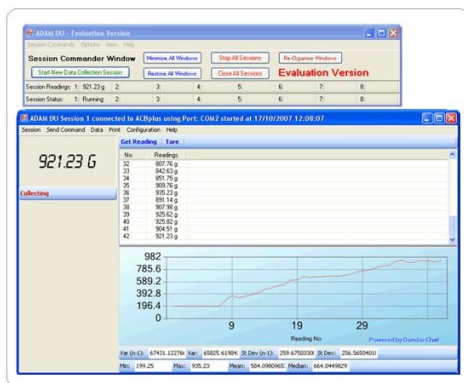 ADAM DU - Evaluation Version
Session Commands Options View Help
Session Commander Window
Minimise All Windows
Stop All Sessions
Re-Organise Windows
Start New Data Collection Session
Restore All Windows
Close All Sessions
Evaluation Version
Session Readings: 1: 921.23 g 2: 3: 4: 5: 6: 7: 8:
Session Status: 1: Running 2: 3: 4: 5: 6: 7: 8:
ADAM DU Session 1 connected to ACBplus using Port: COM2 started at 17/10/2007 12:08:07
Session Send Command Data Print Configuration Help
921.23 G
Collecting
Get Reading Tare
No. Readings
32 807.76 g
33 842.63 g
34 851.75 g
35 909.76 g
36 935.23 g
37 891.14 g
38 907.98 g
39 925.62 g
40 925.82 g
41 904.51 g
42 921.23 g
982
785.6
589.2
392.8
196.4
0
9 19 29
Reading No.
Powered by Dundas Chart
Var (n-1): 67431.12276 Var: 65825.61984 St Dev (n-1): 259.6750330 St Dev: 256.5650401
Min: 199.25 Max: 935.23 Mean: 584.0980965 Median: 664.0449291